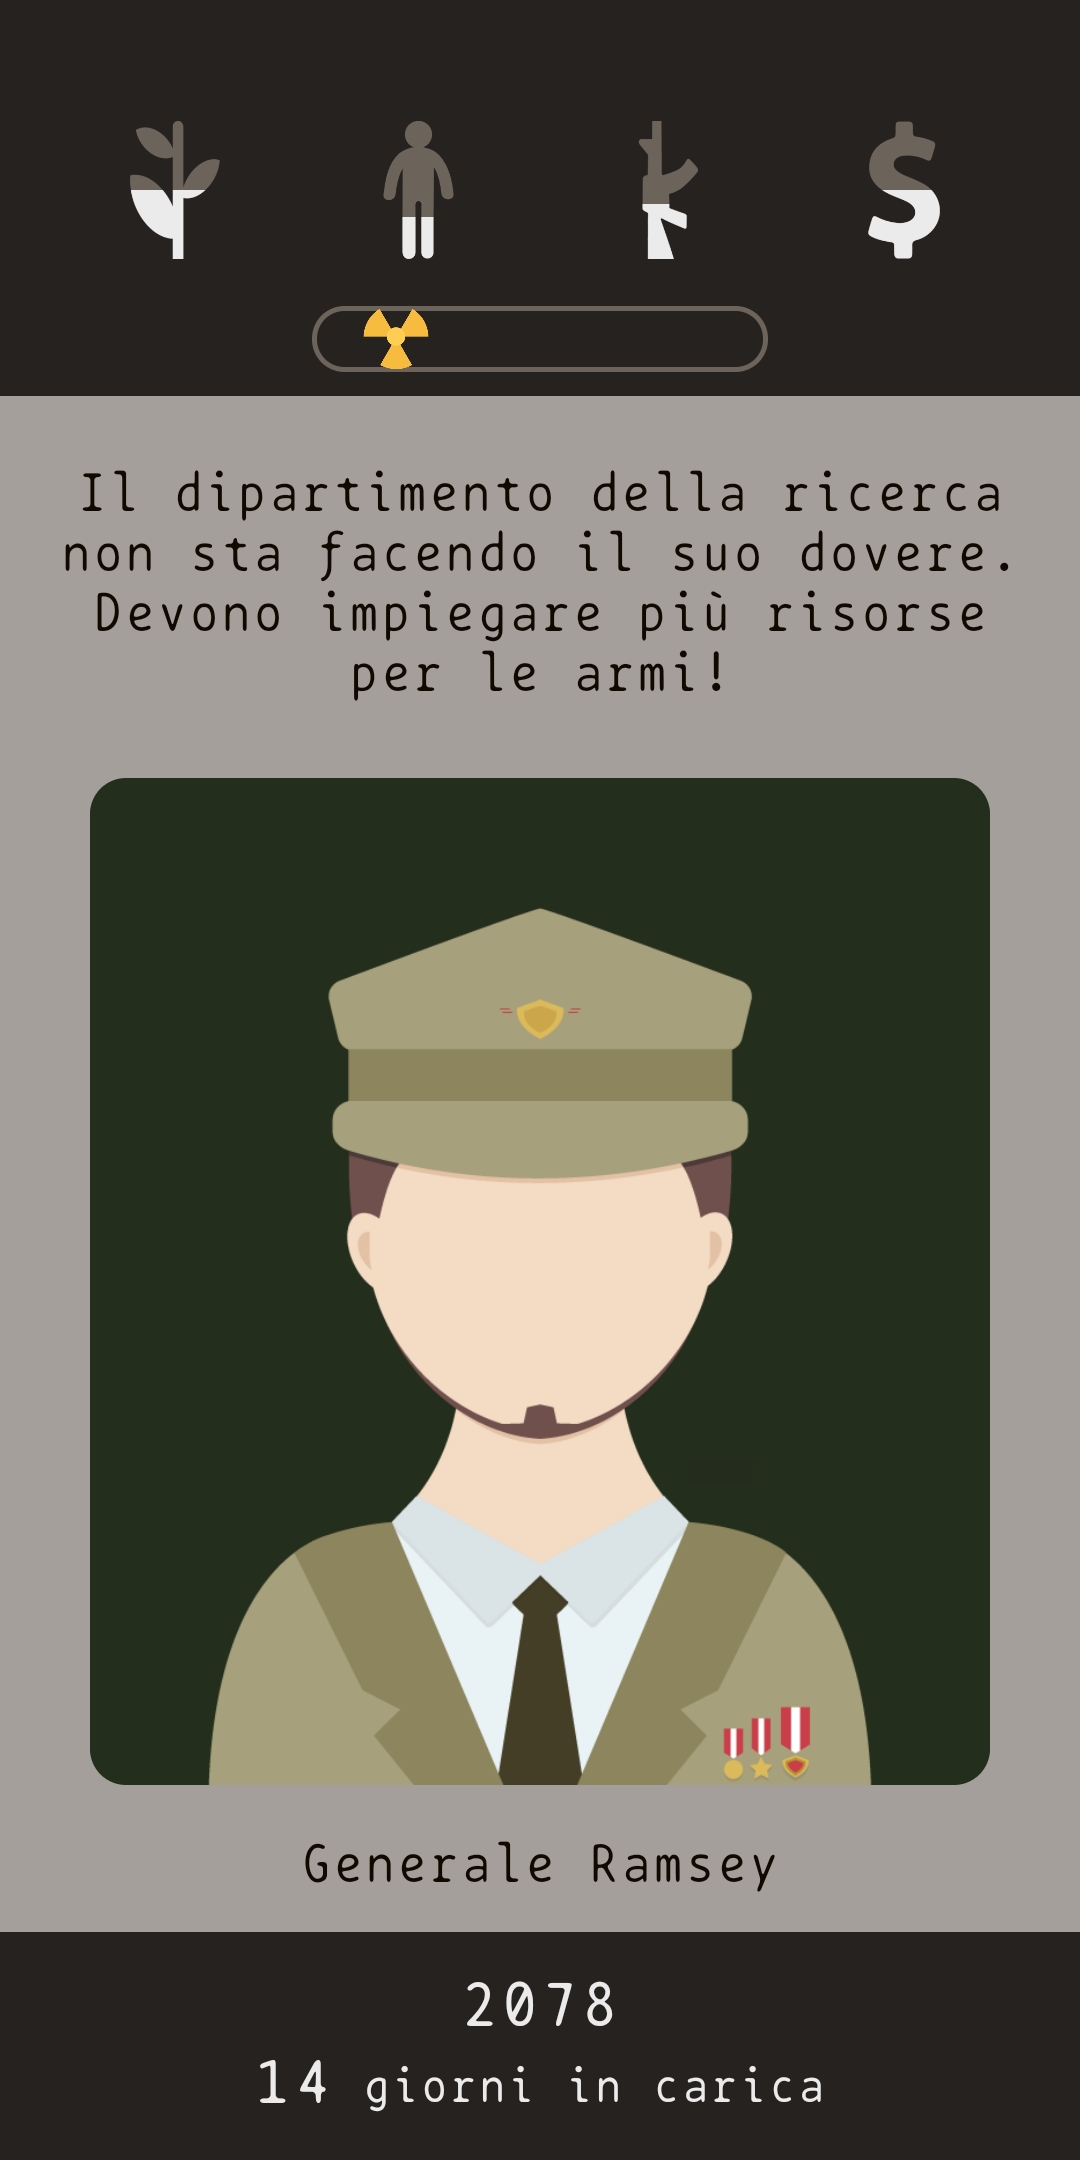 Il dipartimento della ricerca
non sta facendo il suo dovere.
Devono impiegare più risorse
per le armi!
Generale Ramsey
2078
14 giorni in carica